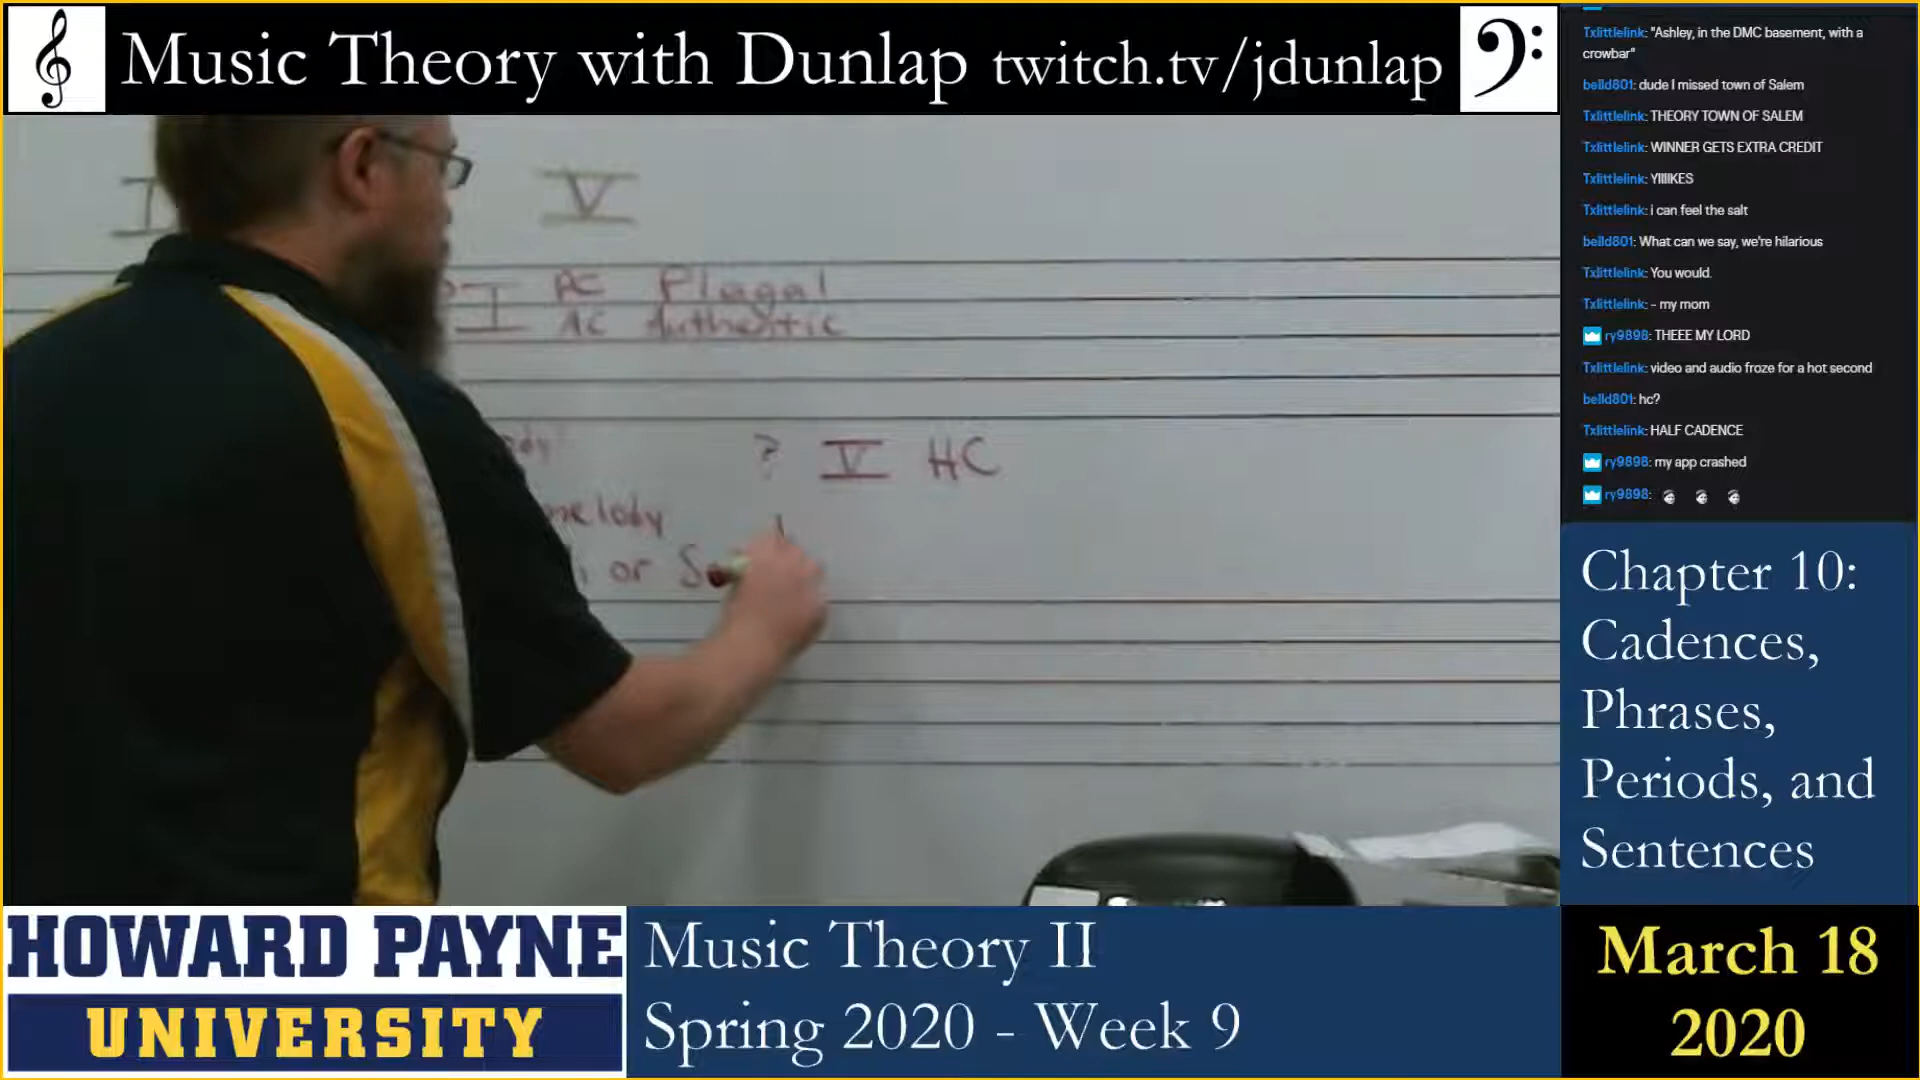 Music Theory with Dunlap twitch.tv/jdunlap
V
I AC Plagal
AC Authentic
? V HC
melody
or
Txlittlelink: "Ashley, in the DMC basement, with a
crowbar"
belld801: dude I missed town of Salem
Txlittlelink: THEORY TOWN OF SALEM
Txlittlelink: WINNER GETS EXTRA CREDIT
Txlittlelink: YIIIIKES
Txlittlelink: i can feel the salt
belld801: What can we say, we're hilarious
Txlittlelink: You would.
Txlittlelink: - my mom
ry9898: THEEE MY LORD
Txlittlelink: video and audio froze for a hot second
belld801: hc?
Txlittlelink: HALF CADENCE
ry9898: my app crashed
ry9898:
Chapter 10:
Cadences,
Phrases,
Periods, and
Sentences
HOWARD PAYNE
UNIVERSITY
Music Theory II
Spring 2020 - Week 9
March 18
2020